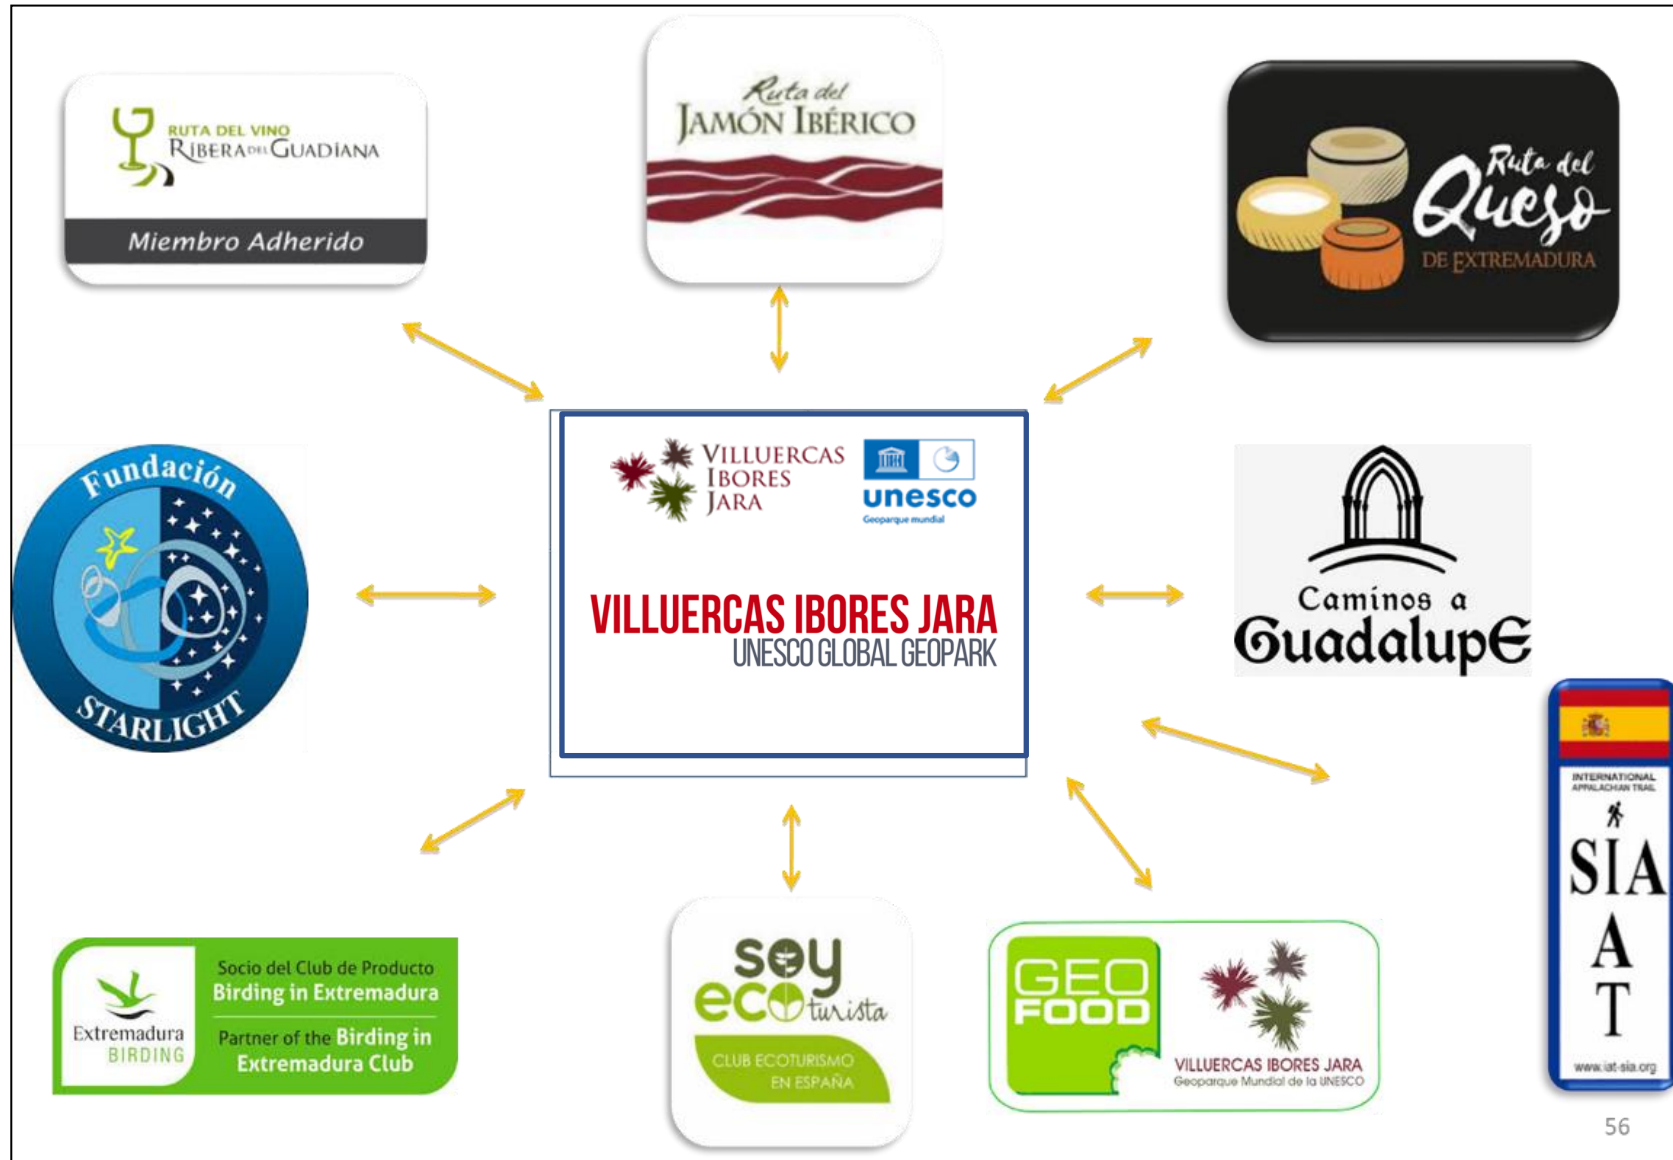 RUTA DEL VINO
RIBERA DEL GUADIANA
Miembro Adherido
Ruta del
JAMÓN IBÉRICO
Ruta del
Queso
DE EXTREMADURA
Fundación
STARLIGHT
VILLUERCAS
IBORES
JARA
unesco
Geoparque mundial
VILLUERCAS IBORES JARA
UNESCO GLOBAL GEOPARK
Caminos a
Guadalupe
INTERNATIONAL
APPALACHIAN TRAIL
SIA
A
T
www.iat-sia.org
Extremadura
BIRDING
Socio del Club de Producto
Birding in Extremadura
Partner of the Birding in
Extremadura Club
soy
eco turista
CLUB ECOTURISMO
EN ESPAÑA
GEO
FOOD
VILLUERCAS IBORES JARA
Geoparque Mundial de la UNESCO
56